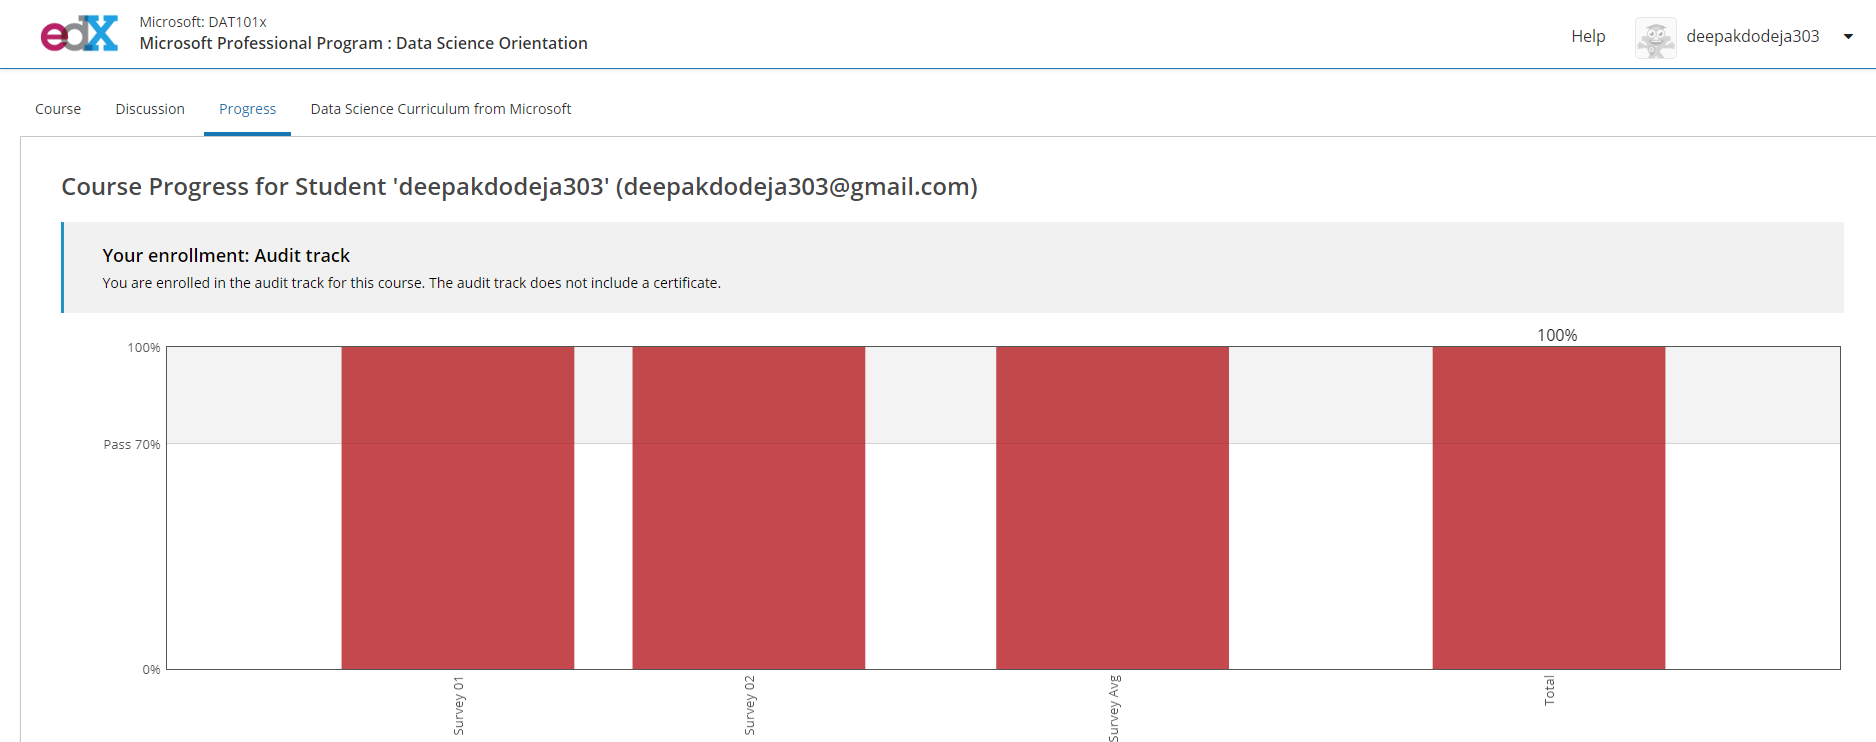 edX
Microsoft: DAT101x
Microsoft Professional Program : Data Science Orientation
Help
deepakdodeja303
Course
Discussion
Progress
Data Science Curriculum from Microsoft
Course Progress for Student 'deepakdodeja303' (deepakdodeja303@gmail.com)
Your enrollment: Audit track
You are enrolled in the audit track for this course. The audit track does not include a certificate.
100%
100%
Pass 70%
0%
Survey 01
Survey 02
Survey Avg
Total